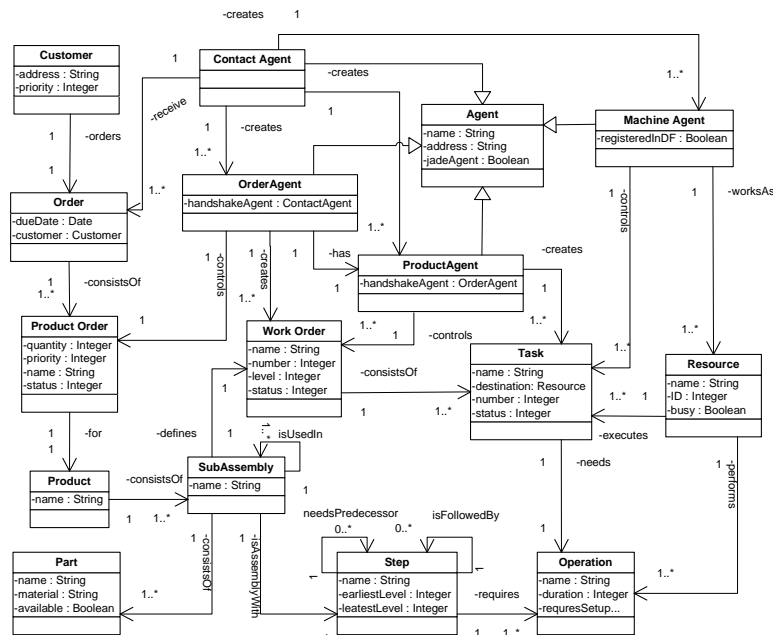 -creates
1
1
Customer
-address : String
-priority : Integer
Contact Agent
-creates
1..*
-receive
1
-orders
1
1
-creates
1
1..*
Agent
-name : String
-address : String
-jadeAgent : Boolean
Machine Agent
-registeredInDF : Boolean
1
1..*
OrderAgent
-handshakeAgent : ContactAgent
1
-controls
1
-worksAs
Order
-dueDate : Date
-customer : Customer
1..*
1
-controls
1
-creates
1
-has
1
ProductAgent
-handshakeAgent : OrderAgent
-creates
1
1
1..*
-consistsOf
1..*
1..*
1
1..*
-controls
1..*
1..*
Product Order
-quantity : Integer
-priority : Integer
-name : String
-status : Integer
1
Work Order
-name : String
-number : Integer
-level : Integer
-status : Integer
-consistsOf
1
1..*
Task
-name : String
-destination: Resource
-number : Integer
-status : Integer
Resource
-name : String
-ID : Integer
-busy : Boolean
1..*
1
-executes
1
1
-for
-defines
1
1
1..*
isUsedIn
1
-needs
1
-performs
Product
-name : String
-consistsOf
1
1..*
SubAssembly
-name : String
1
1
-consistsOf
1
-isAssemblyWith
needsPredecessor
0..*
0..*
isFollowedBy
1
1
1
Part
-name : String
-material : String
-available : Boolean
1..*
Step
-name : String
-earliestLevel : Integer
-leatestLevel : Integer
-requires
1
1..*
Operation
-name : String
-duration : Integer
-requresSetup...
1..*